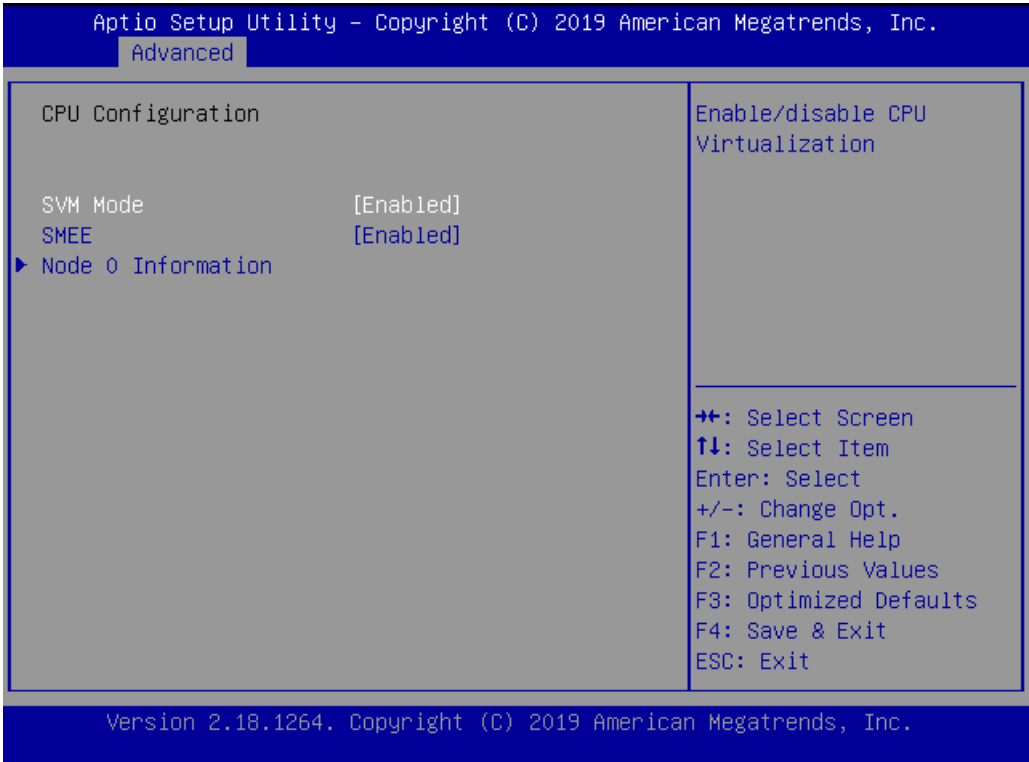 Aptio Setup Utility – Copyright (C) 2019 American Megatrends, Inc.
Advanced
CPU Configuration
SVM Mode [Enabled]
SMEE [Enabled]
▶ Node 0 Information
Enable/disable CPU
Virtualization
→←: Select Screen
↑↓: Select Item
Enter: Select
+/-: Change Opt.
F1: General Help
F2: Previous Values
F3: Optimized Defaults
F4: Save & Exit
ESC: Exit
Version 2.18.1264. Copyright (C) 2019 American Megatrends, Inc.